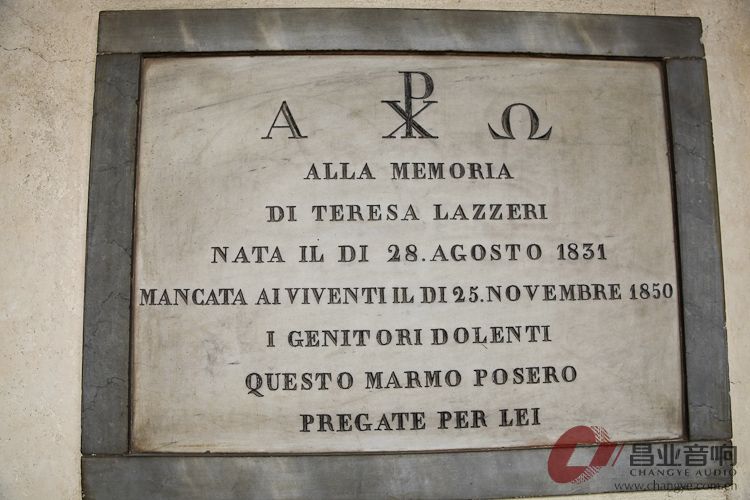 Α ☧ Ω
ALLA MEMORIA
DI TERESA LAZZERI
NATA IL DI 28. AGOSTO 1831
MANCATA AI VIVENTI IL DI 25. NOVEMBRE 1850
I GENITORI DOLENTI
QUESTO MARMO POSERO
PREGATE PER LEI
昌业音响
CHANGYE AUDIO
www.changye.com.cn